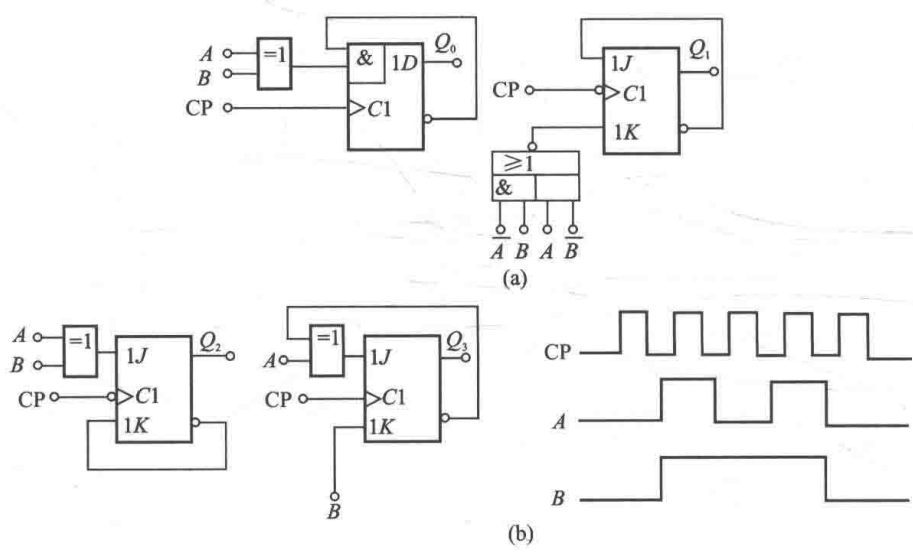 A
=1
B
&
1D
Q₀
CP
C1
1J
Q₁
CP
C1
1K
≥1
&
A̅ B A B̅
(a)
A
=1
B
1J
Q₂
CP
C1
1K
=1
A
1J
Q₃
CP
C1
1K
B
CP
A
B
(b)